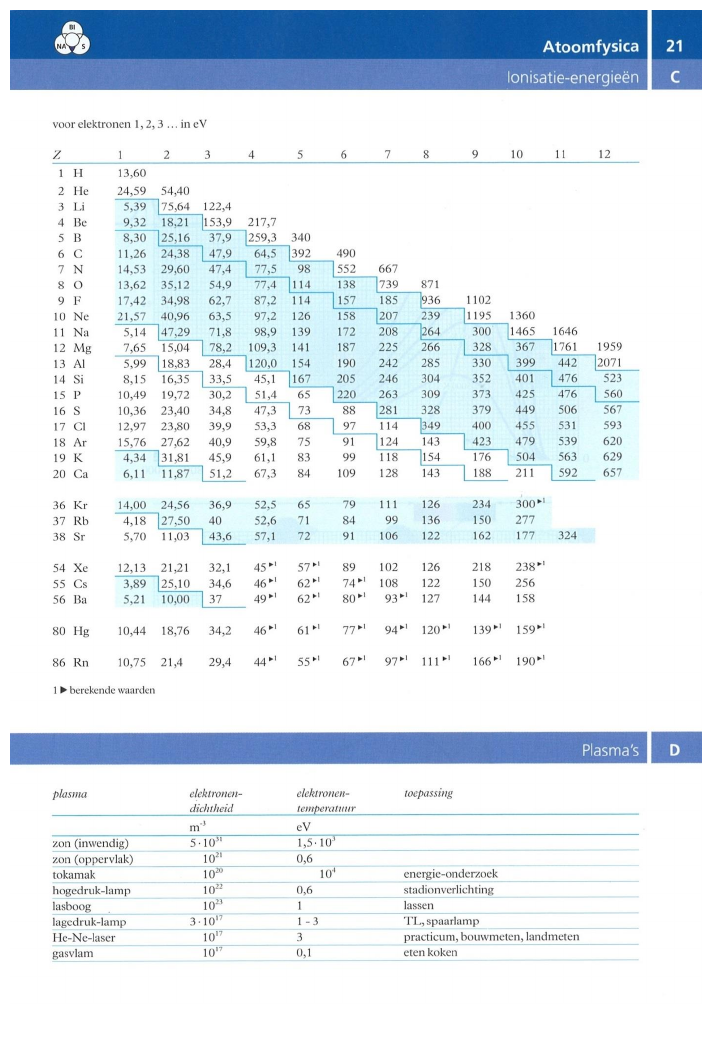 BI
NA S
Atoomfysica 21
Ionisatie-energieën C
voor elektronen 1, 2, 3 … in eV
Z 1 2 3 4 5 6 7 8 9 10 11 12
1 H 13,60
2 He 24,59 54,40
3 Li 5,39 75,64 122,4
4 Be 9,32 18,21 153,9 217,7
5 B 8,30 25,16 37,9 259,3 340
6 C 11,26 24,38 47,9 64,5 392 490
7 N 14,53 29,60 47,4 77,5 98 552 667
8 O 13,62 35,12 54,9 77,4 114 138 739 871
9 F 17,42 34,98 62,7 87,2 114 157 185 936 1102
10 Ne 21,57 40,96 63,5 97,2 126 158 207 239 1195 1360
11 Na 5,14 47,29 71,8 98,9 139 172 208 264 300 1465 1646
12 Mg 7,65 15,04 78,2 109,3 141 187 225 266 328 367 1761 1959
13 Al 5,99 18,83 28,4 120,0 154 190 242 285 330 399 442 2071
14 Si 8,15 16,35 33,5 45,1 167 205 246 304 352 401 476 523
15 P 10,49 19,72 30,2 51,4 65 220 263 309 373 425 476 560
16 S 10,36 23,40 34,8 47,3 73 88 281 328 379 449 506 567
17 Cl 12,97 23,80 39,9 53,3 68 97 114 349 400 455 531 593
18 Ar 15,76 27,62 40,9 59,8 75 91 124 143 423 479 539 620
19 K 4,34 31,81 45,9 61,1 83 99 118 154 176 504 563 629
20 Ca 6,11 11,87 51,2 67,3 84 109 128 143 188 211 592 657
36 Kr 14,00 24,56 36,9 52,5 65 79 111 126 234 300►1
37 Rb 4,18 27,50 40 52,6 71 84 99 136 150 277
38 Sr 5,70 11,03 43,6 57,1 72 91 106 122 162 177 324
54 Xe 12,13 21,21 32,1 45►1 57►1 89 102 126 218 238►1
55 Cs 3,89 25,10 34,6 46►1 62►1 74►1 108 122 150 256
56 Ba 5,21 10,00 37 49►1 62►1 80►1 93►1 127 144 158
80 Hg 10,44 18,76 34,2 46►1 61►1 77►1 94►1 120►1 139►1 159►1
86 Rn 10,75 21,4 29,4 44►1 55►1 67►1 97►1 111►1 166►1 190►1
1 ► berekende waarden
Plasma's D
plasma elektronen- elektronen- toepassing
dichtheid temperatuur
m⁻³ eV
zon (inwendig) 5·10³¹ 1,5·10³
zon (oppervlak) 10²¹ 0,6
tokamak 10²⁰ 10⁴ energie-onderzoek
hogedruk-lamp 10²² 0,6 stadionverlichting
lasboog 10²³ 1 lassen
lagedruk-lamp 3·10¹⁷ 1 - 3 TL, spaarlamp
He-Ne-laser 10¹⁷ 3 practicum, bouwmeten, landmeten
gasvlam 10¹⁷ 0,1 eten koken